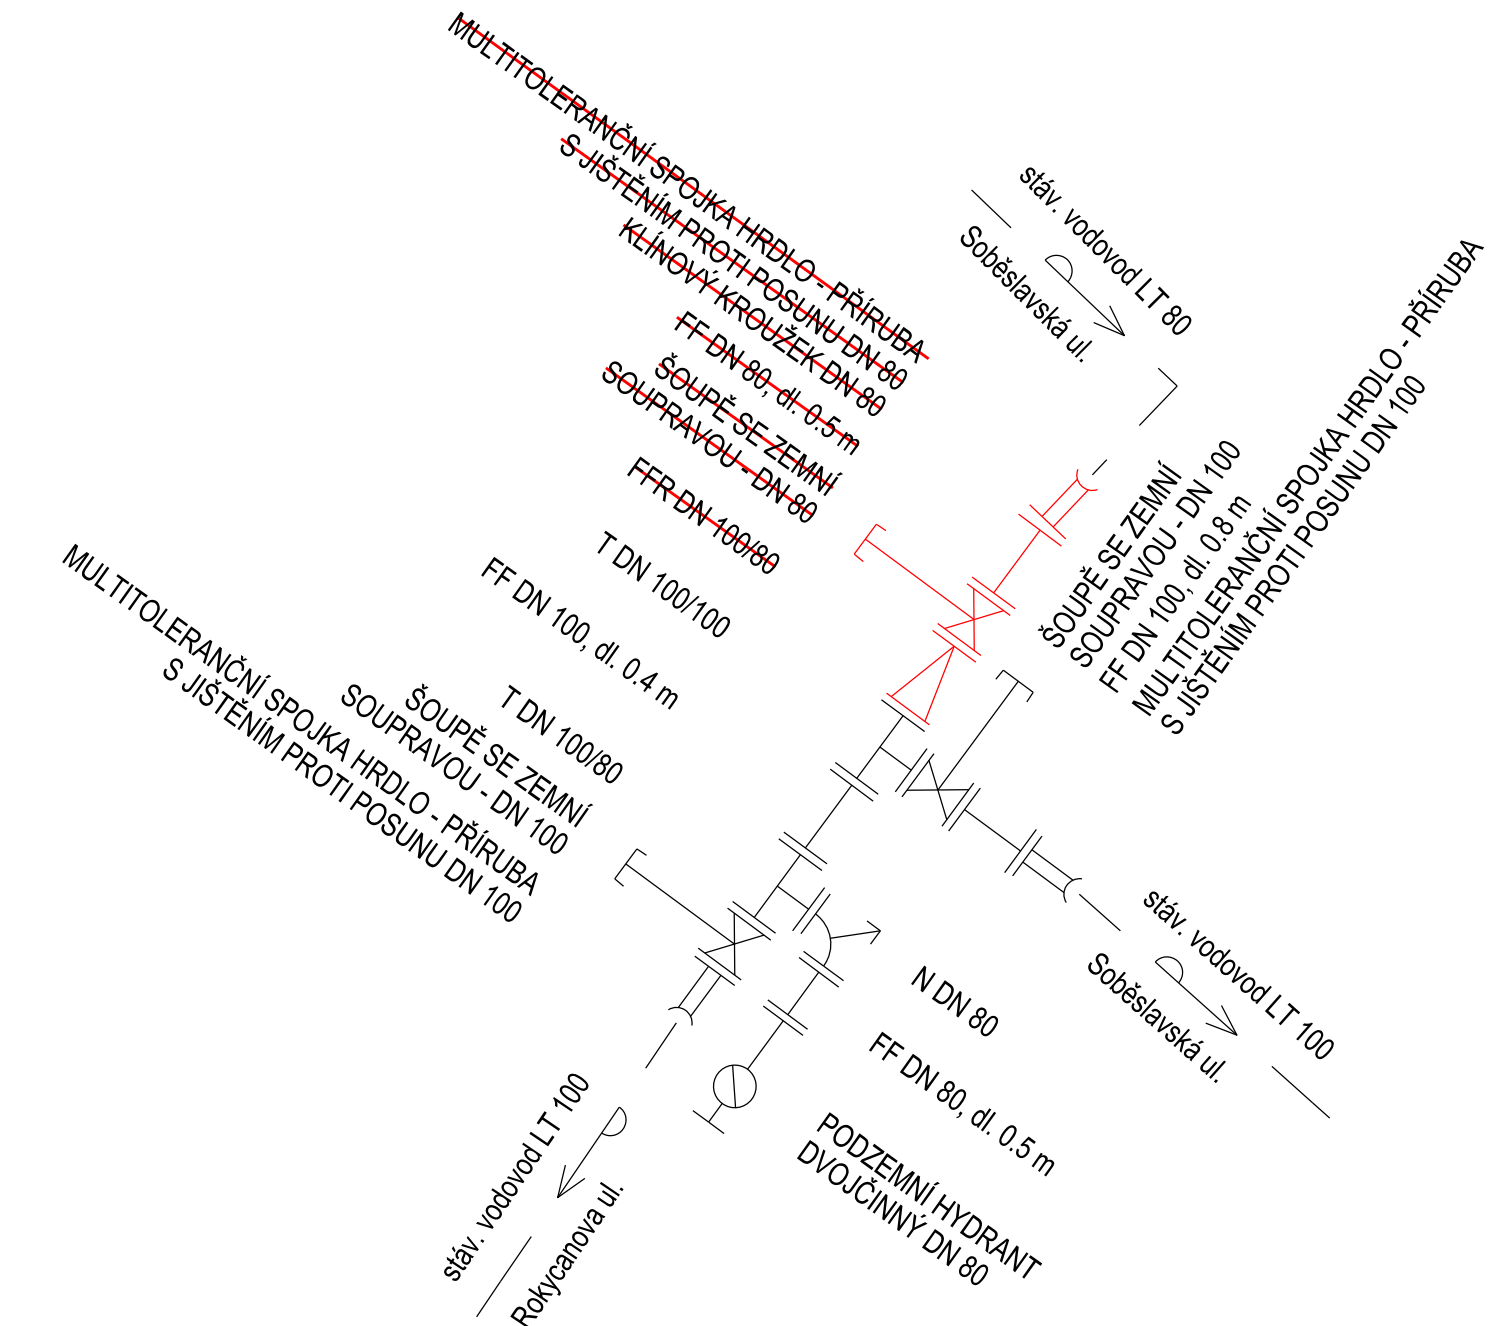 MULTITOLERANČNÍ SPOJKA HRDLO - PŘÍRUBA
S JIŠTĚNÍM PROTI POSUNU DN 80
KLÍNOVÝ KROUŽEK DN 80
FF DN 80, dl. 0.5 m
ŠOUPĚ SE ZEMNÍ
SOUPRAVOU - DN 80
FFR DN 100/80
T DN 100/100
FF DN 100, dl. 0.4 m
T DN 100/80
ŠOUPĚ SE ZEMNÍ
SOUPRAVOU - DN 100
MULTITOLERANČNÍ SPOJKA HRDLO - PŘÍRUBA
S JIŠTĚNÍM PROTI POSUNU DN 100
stáv. vodovod LT 80
Soběslavská ul.
ŠOUPĚ SE ZEMNÍ
SOUPRAVOU - DN 100
FF DN 100, dl. 0.8 m
MULTITOLERANČNÍ SPOJKA HRDLO - PŘÍRUBA
S JIŠTĚNÍM PROTI POSUNU DN 100
stáv. vodovod LT 100
Soběslavská ul.
N DN 80
FF DN 80, dl. 0.5 m
PODZEMNÍ HYDRANT
DVOJČINNÝ DN 80
stáv. vodovod LT 100
Rokycanova ul.